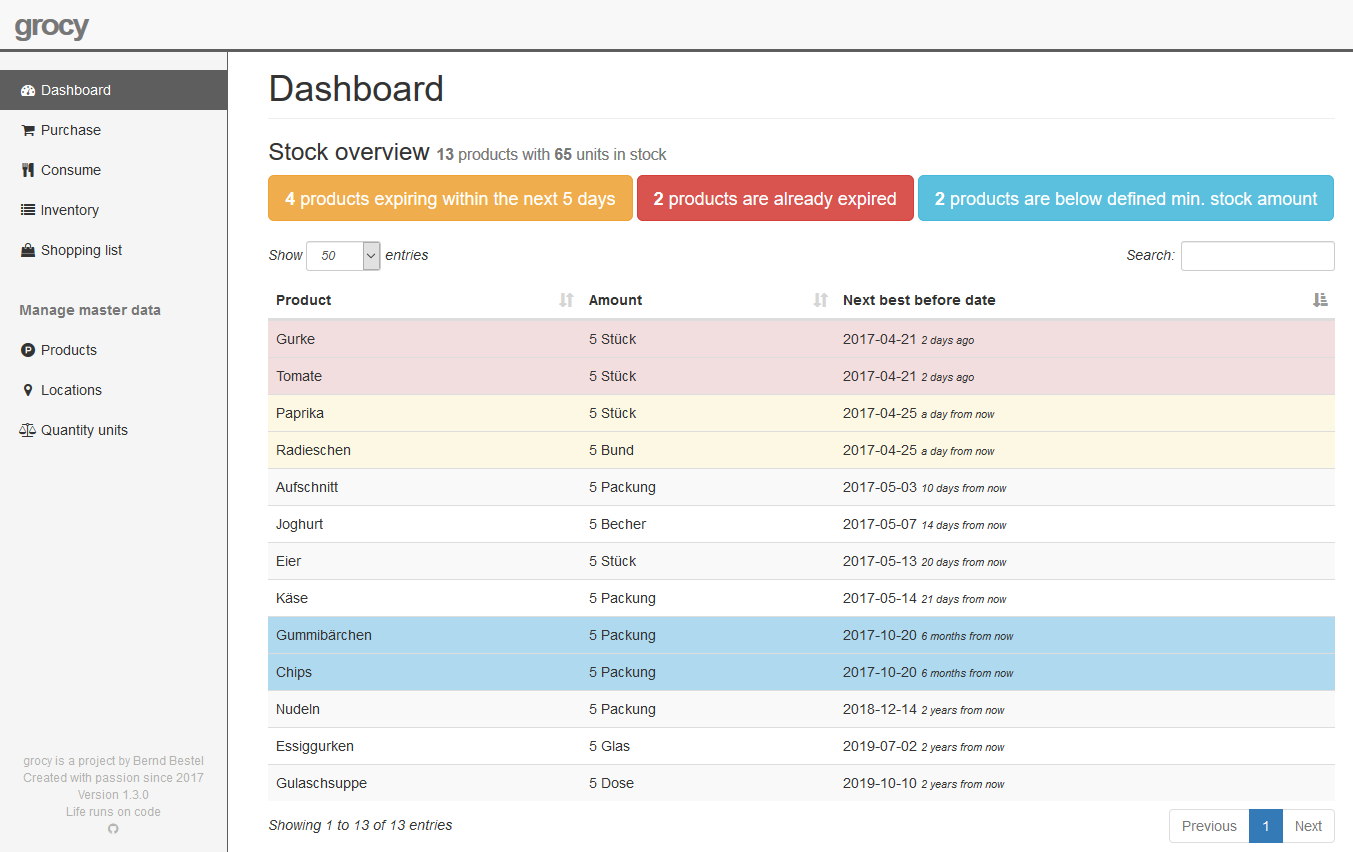 grocy
Dashboard
Purchase
Consume
Inventory
Shopping list
Manage master data
Products
Locations
Quantity units
grocy is a project by Bernd Bestel
Created with passion since 2017
Version 1.3.0
Life runs on code
Dashboard
Stock overview 13 products with 65 units in stock
4 products expiring within the next 5 days 2 products are already expired 2 products are below defined min. stock amount
Show 50 entries Search:
Product Amount Next best before date
Gurke 5 Stück 2017-04-21 2 days ago
Tomate 5 Stück 2017-04-21 2 days ago
Paprika 5 Stück 2017-04-25 a day from now
Radieschen 5 Bund 2017-04-25 a day from now
Aufschnitt 5 Packung 2017-05-03 10 days from now
Joghurt 5 Becher 2017-05-07 14 days from now
Eier 5 Stück 2017-05-13 20 days from now
Käse 5 Packung 2017-05-14 21 days from now
Gummibärchen 5 Packung 2017-10-20 6 months from now
Chips 5 Packung 2017-10-20 6 months from now
Nudeln 5 Packung 2018-12-14 2 years from now
Essiggurken 5 Glas 2019-07-02 2 years from now
Gulaschsuppe 5 Dose 2019-10-10 2 years from now
Showing 1 to 13 of 13 entries Previous 1 Next